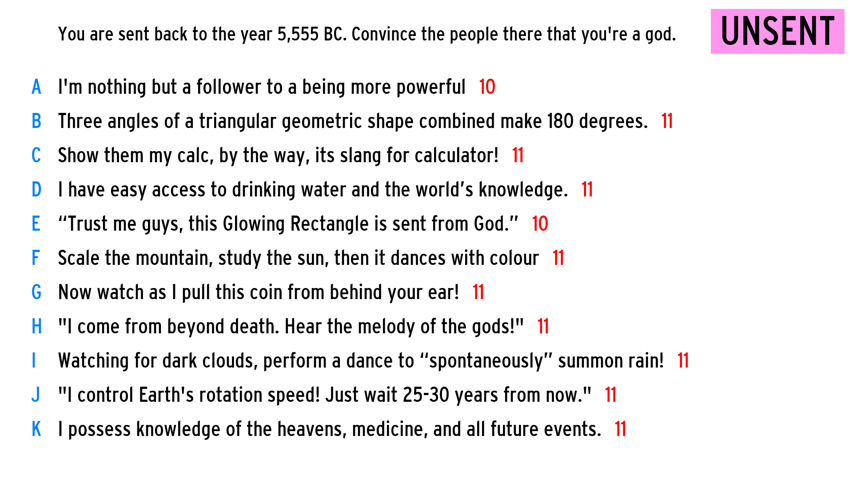 You are sent back to the year 5,555 BC. Convince the people there that you're a god.
UNSENT
A I'm nothing but a follower to a being more powerful 10
B Three angles of a triangular geometric shape combined make 180 degrees. 11
C Show them my calc, by the way, its slang for calculator! 11
D I have easy access to drinking water and the world’s knowledge. 11
E “Trust me guys, this Glowing Rectangle is sent from God.” 10
F Scale the mountain, study the sun, then it dances with colour 11
G Now watch as I pull this coin from behind your ear! 11
H "I come from beyond death. Hear the melody of the gods!" 11
I Watching for dark clouds, perform a dance to “spontaneously” summon rain! 11
J "I control Earth's rotation speed! Just wait 25-30 years from now." 11
K I possess knowledge of the heavens, medicine, and all future events. 11